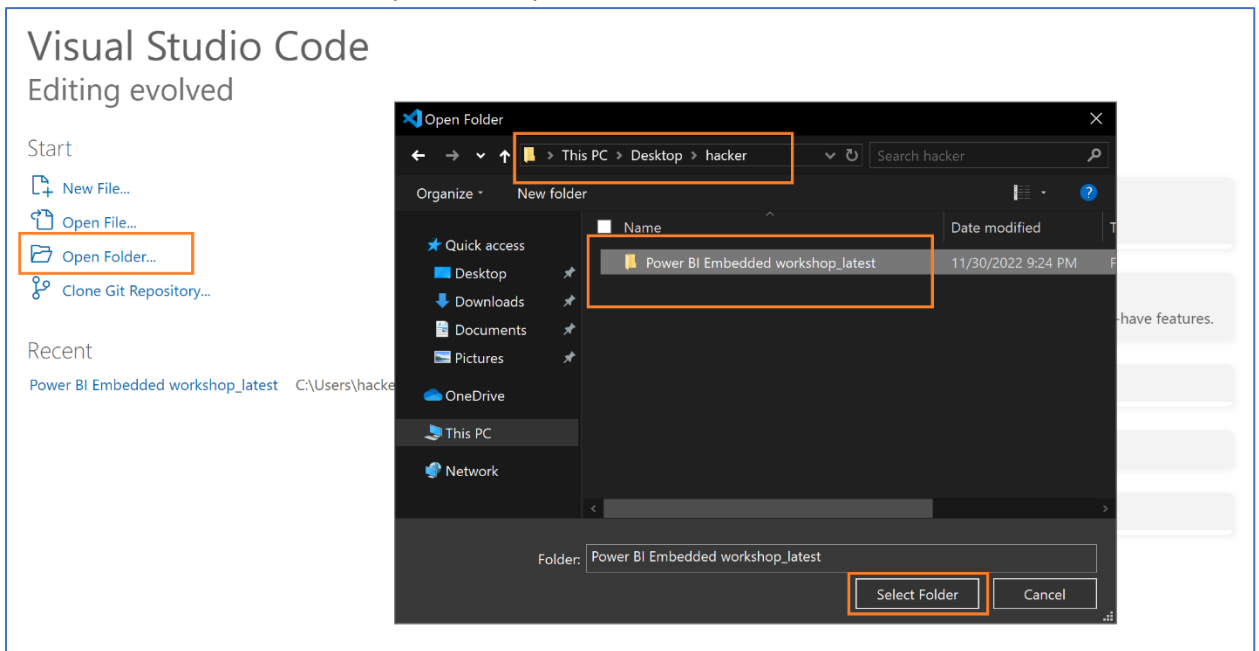 Visual Studio Code
Editing evolved
Start
New File...
Open File...
Open Folder...
Clone Git Repository...
Recent
Power BI Embedded workshop_latest C:\Users\hacke
Open Folder
This PC > Desktop > hacker
Search hacker
Organize
New folder
Name
Date modified
T
Quick access
Desktop
Downloads
Documents
Pictures
OneDrive
This PC
Network
Power BI Embedded workshop_latest 11/30/2022 9:24 PM F
Folder: Power BI Embedded workshop_latest
Select Folder
Cancel
-have features.